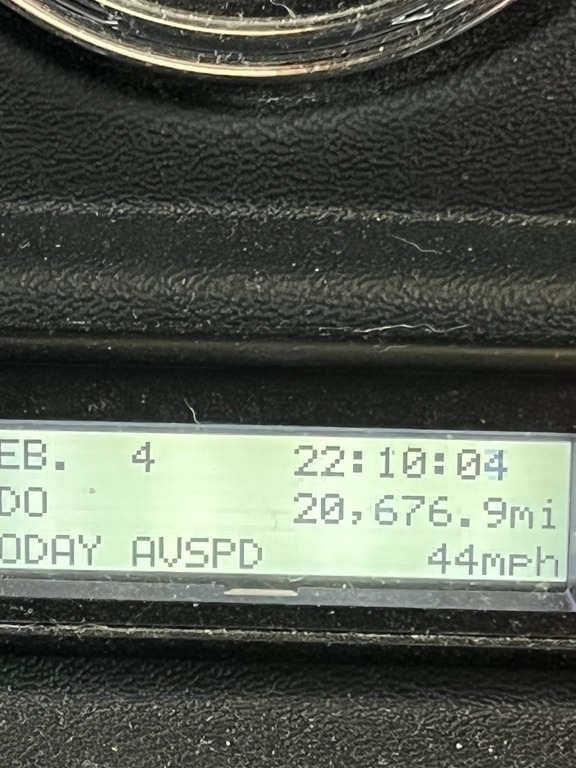 EB. 4 22:10:04
DO 20,676.9mi
ODAY AVSPD 44mph